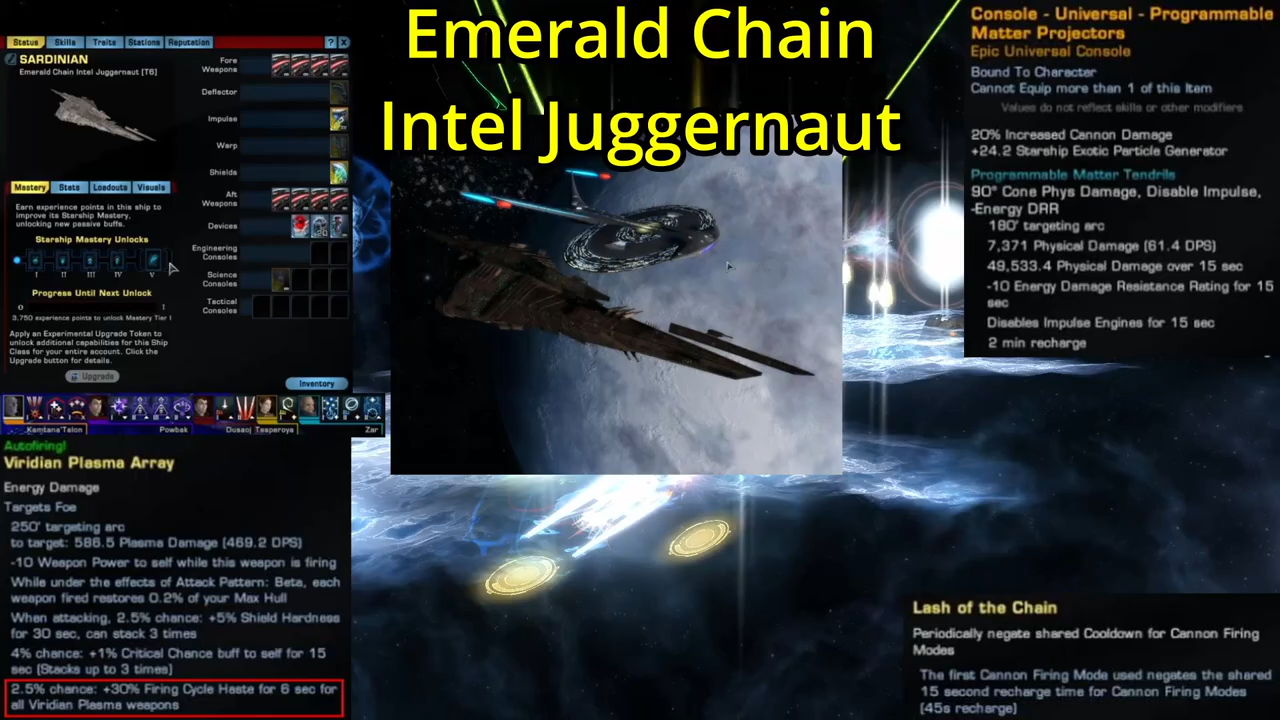 Emerald Chain
Intel Juggernaut
Status Skills Traits Stations Reputation ? X
SARDINIAN
Emerald Chain Intel Juggernaut [T6]
Mastery Stats Loadouts Visuals
Earn experience points in this ship to
improve its Starship Mastery,
unlocking new passive buffs.
Starship Mastery Unlocks
I II III IV V
Progress Until Next Unlock
0 1
3,750 experience points to unlock Mastery Tier I
Apply an Experimental Upgrade Token to
unlock additional capabilities for this Ship
Class for your entire account. Click the
Upgrade button for details.
Upgrade
Fore
Weapons
Deflector
Impulse
Warp
Shields
Aft
Weapons
Devices
Engineering
Consoles
Science
Consoles
Tactical
Consoles
Inventory
Kamtana'Talon Powbak Dusaoj Tasperoya Zar
Autofiring!
Viridian Plasma Array
Energy Damage
Targets Foe
250' targeting arc
to target: 586.5 Plasma Damage (469.2 DPS)
-10 Weapon Power to self while this weapon is firing
While under the effects of Attack Pattern: Beta, each
weapon fired restores 0.2% of your Max Hull
When attacking, 2.5% chance: +5% Shield Hardness
for 30 sec, can stack 3 times
4% chance: +1% Critical Chance buff to self for 15
sec (Stacks up to 3 times)
2.5% chance: +30% Firing Cycle Haste for 6 sec for
all Viridian Plasma weapons
Console - Universal - Programmable
Matter Projectors
Epic Universal Console
Bound To Character
Cannot Equip more than 1 of this Item
Values do not reflect skills or other modifiers
20% Increased Cannon Damage
+24.2 Starship Exotic Particle Generator
Programmable Matter Tendrils
90° Cone Phys Damage, Disable Impulse,
-Energy DRR
180' targeting arc
7,371 Physical Damage (61.4 DPS)
49,533.4 Physical Damage over 15 sec
-10 Energy Damage Resistance Rating for 15
sec
Disables Impulse Engines for 15 sec
2 min recharge
Lash of the Chain
Periodically negate shared Cooldown for Cannon Firing
Modes
The first Cannon Firing Mode used negates the shared
15 second recharge time for Cannon Firing Modes
(45s recharge)